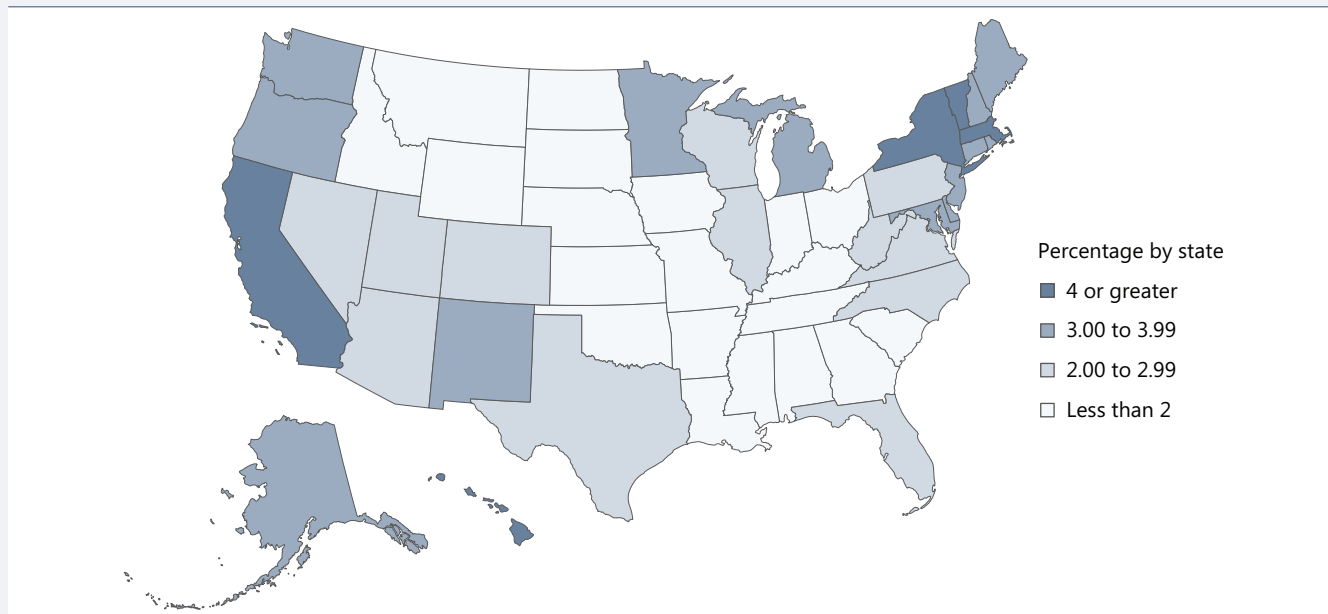 Percentage by state
4 or greater
3.00 to 3.99
2.00 to 2.99
Less than 2